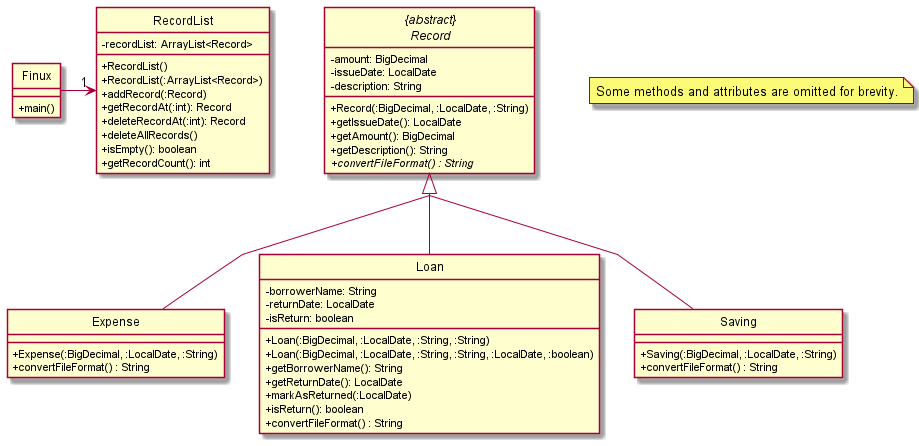 Finux
+main()
1
RecordList
-recordList: ArrayList<Record>
+RecordList()
+RecordList(:ArrayList<Record>)
+addRecord(:Record)
+getRecordAt(:int): Record
+deleteRecordAt(:int): Record
+deleteAllRecords()
+isEmpty(): boolean
+getRecordCount(): int
{abstract}
Record
-amount: BigDecimal
-issueDate: LocalDate
-description: String
+Record(:BigDecimal, :LocalDate, :String)
+getIssueDate(): LocalDate
+getAmount(): BigDecimal
+getDescription(): String
+convertFileFormat() : String
Some methods and attributes are omitted for brevity.
Expense
+Expense(:BigDecimal, :LocalDate, :String)
+convertFileFormat() : String
Loan
-borrowerName: String
-returnDate: LocalDate
-isReturn: boolean
+Loan(:BigDecimal, :LocalDate, :String, :String)
+Loan(:BigDecimal, :LocalDate, :String, :String, :LocalDate, :boolean)
+getBorrowerName(): String
+getReturnDate(): LocalDate
+markAsReturned(:LocalDate)
+isReturn(): boolean
+convertFileFormat() : String
Saving
+Saving(:BigDecimal, :LocalDate, :String)
+convertFileFormat() : String